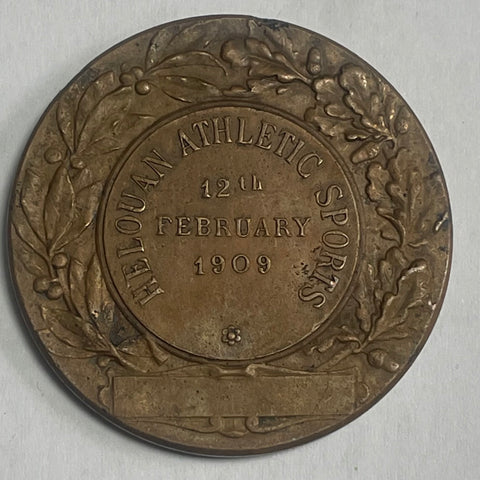 HELOUAN ATHLETIC SPORTS
12th
FEBRUARY
1909